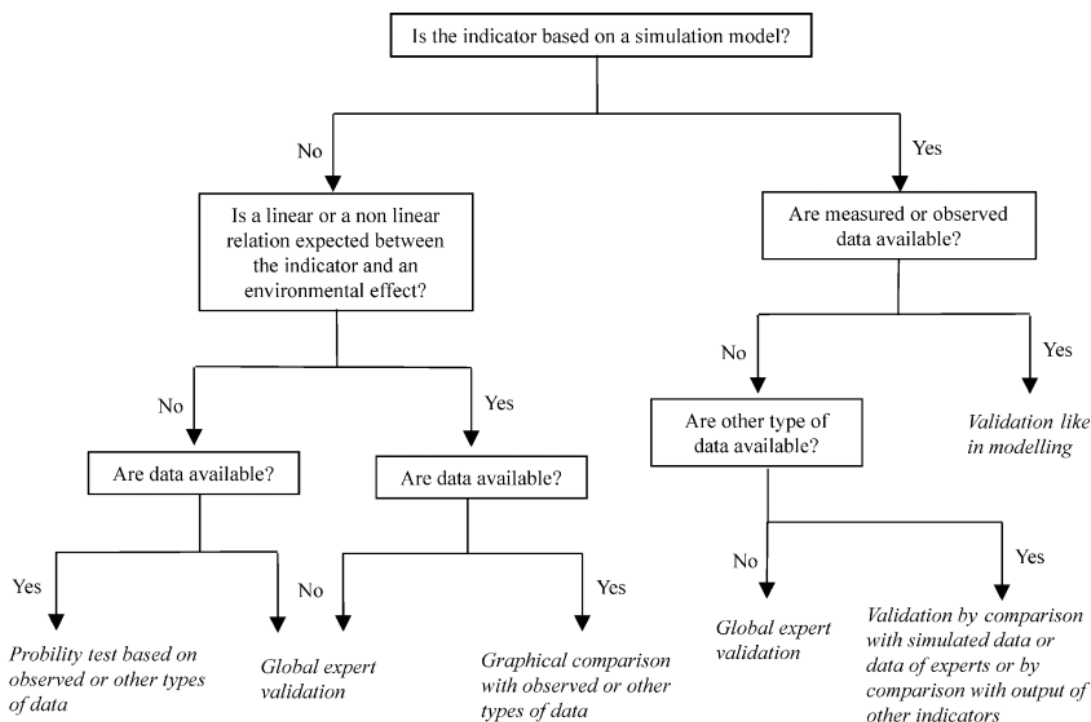 Is the indicator based on a simulation model?
No
Yes
Is a linear or a non linear
relation expected between
the indicator and an
environmental effect?
Are measured or observed
data available?
No
Yes
No
Yes
Are data available?
Are data available?
Are other type of
data available?
Validation like
in modelling
Yes
No
Yes
No
Yes
Probility test based on
observed or other types
of data
Global expert
validation
Graphical comparison
with observed or other
types of data
Global expert
validation
Validation by comparison
with simulated data or
data of experts or by
comparison with output of
other indicators